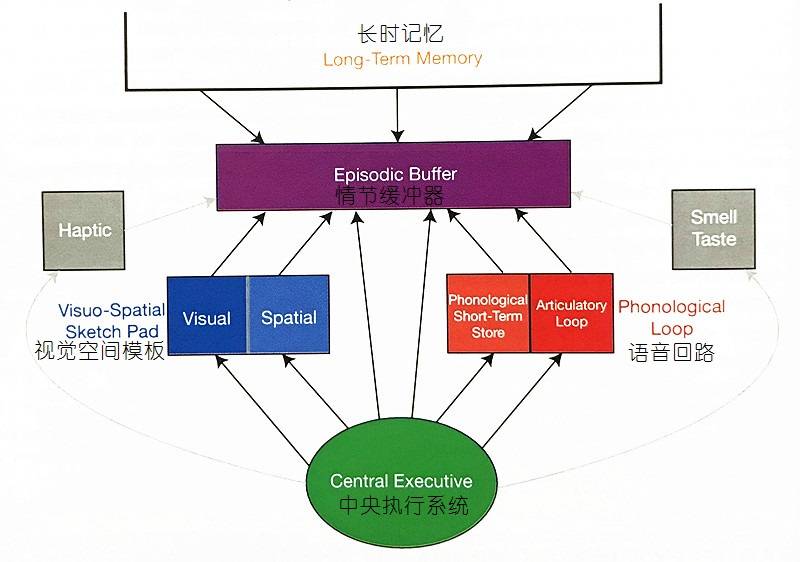 长时记忆
Long-Term Memory
Episodic Buffer
情节缓冲器
Haptic
Smell
Taste
Visuo-Spatial
Sketch Pad
视觉空间模板
Visual
Spatial
Phonological
Short-Term
Store
Articulatory
Loop
Phonological
Loop
语音回路
Central Executive
中央执行系统